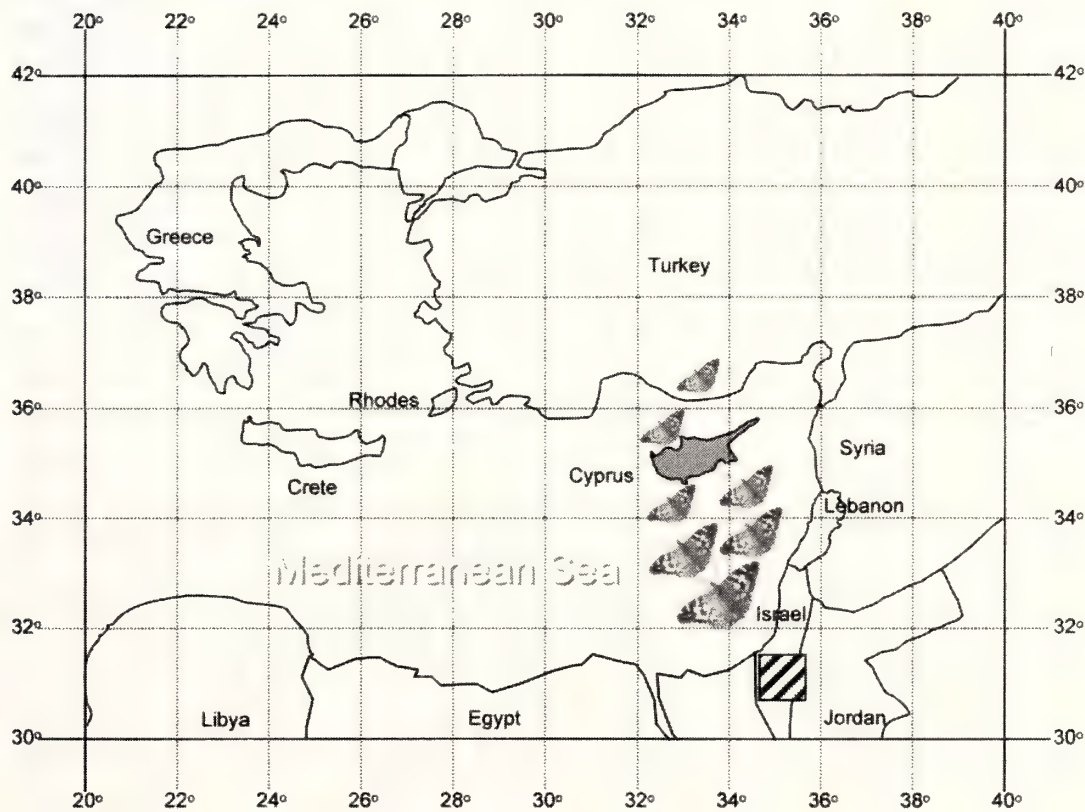 20° 22° 24° 26° 28° 30° 32° 34° 36° 38° 40°
42° 42°
40° 40°
Greece
Turkey
38° 38°
Rhodes
36° 36°
Syria
Cyprus
Crete
Lebanon
34° 34°
Mediterranean Sea
Israel
32° 32°
Libya Egypt Jordan
30° 30°
20° 22° 24° 26° 28° 30° 32° 34° 36° 38° 40°